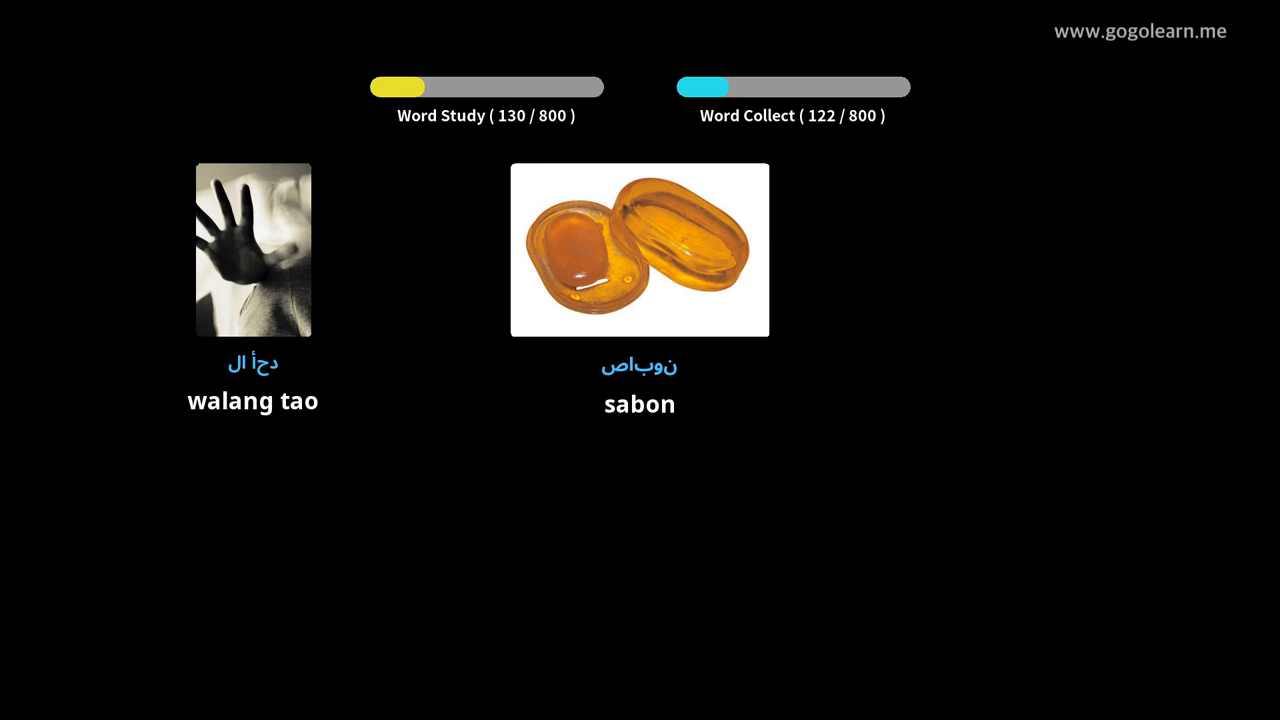 www.gogolearn.me
Word Study ( 130 / 800 )
Word Collect ( 122 / 800 )
دحأ ال
walang tao
نوباص
sabon